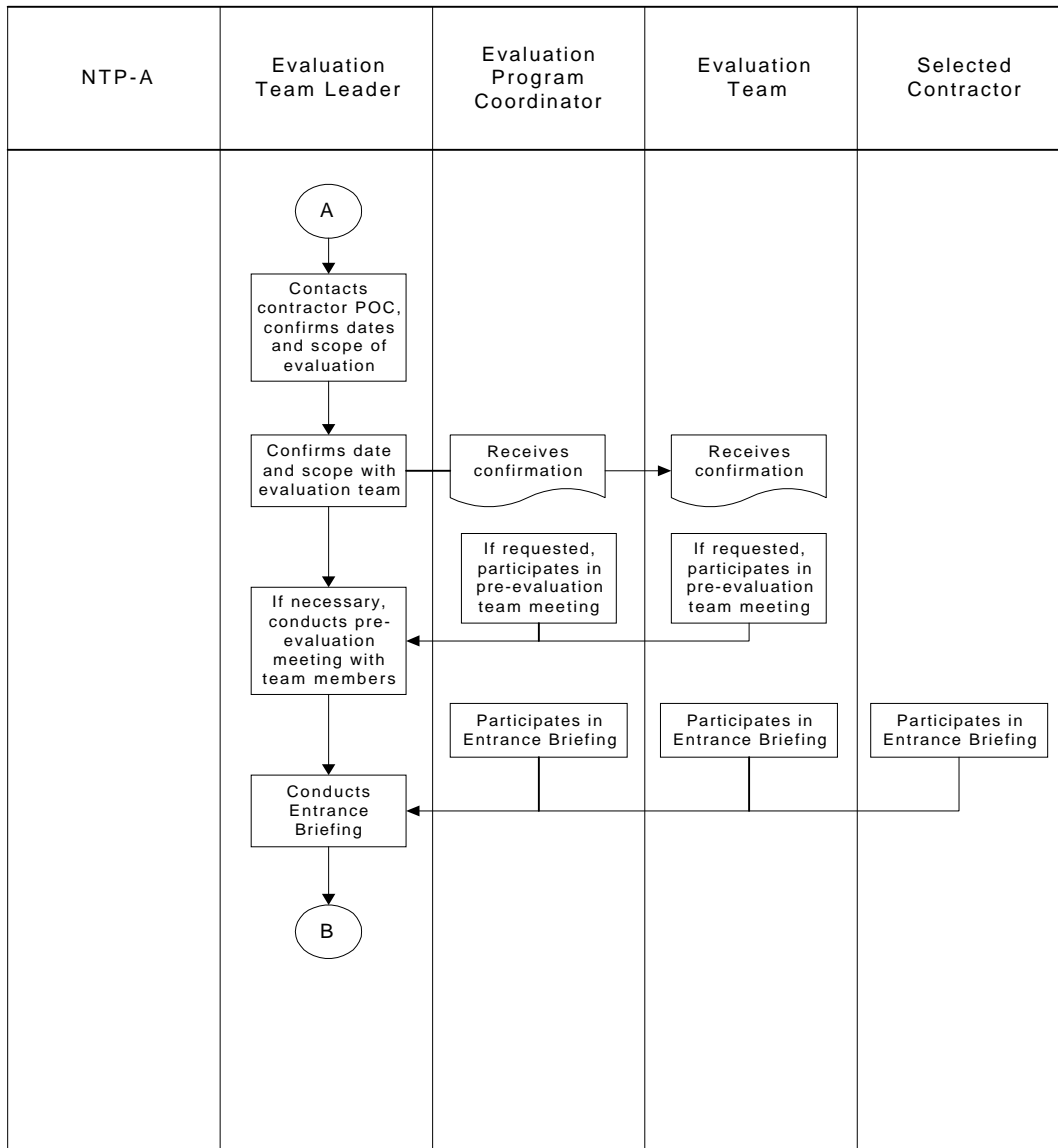 NTP-A
Evaluation
Team Leader
Evaluation
Program
Coordinator
Evaluation
Team
Selected
Contractor
A
Contacts
contractor POC,
confirms dates
and scope of
evaluation
Confirms date
and scope with
evaluation team
Receives
confirmation
Receives
confirmation
If requested,
participates in
pre-evaluation
team meeting
If requested,
participates in
pre-evaluation
team meeting
If necessary,
conducts pre-
evaluation
meeting with
team members
Participates in
Entrance Briefing
Participates in
Entrance Briefing
Participates in
Entrance Briefing
Conducts
Entrance
Briefing
B